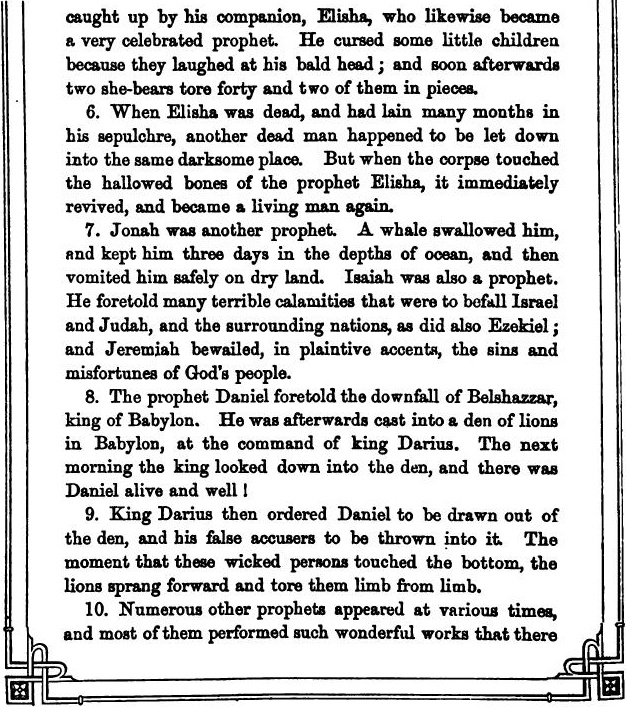 caught up by his companion, Elisha, who likewise became
a very celebrated prophet. He cursed some little children
because they laughed at his bald head; and soon afterwards
two she-bears tore forty and two of them in pieces.
6. When Elisha was dead, and had lain many months in
his sepulchre, another dead man happened to be let down
into the same darksome place. But when the corpse touched
the hallowed bones of the prophet Elisha, it immediately
revived, and became a living man again.
7. Jonah was another prophet. A whale swallowed him,
and kept him three days in the depths of ocean, and then
vomited him safely on dry land. Isaiah was also a prophet.
He foretold many terrible calamities that were to befall Israel
and Judah, and the surrounding nations, as did also Ezekiel;
and Jeremiah bewailed, in plaintive accents, the sins and
misfortunes of God's people.
8. The prophet Daniel foretold the downfall of Belshazzar,
king of Babylon. He was afterwards cast into a den of lions
in Babylon, at the command of king Darius. The next
morning the king looked down into the den, and there was
Daniel alive and well!
9. King Darius then ordered Daniel to be drawn out of
the den, and his false accusers to be thrown into it. The
moment that these wicked persons touched the bottom, the
lions sprang forward and tore them limb from limb.
10. Numerous other prophets appeared at various times,
and most of them performed such wonderful works that there